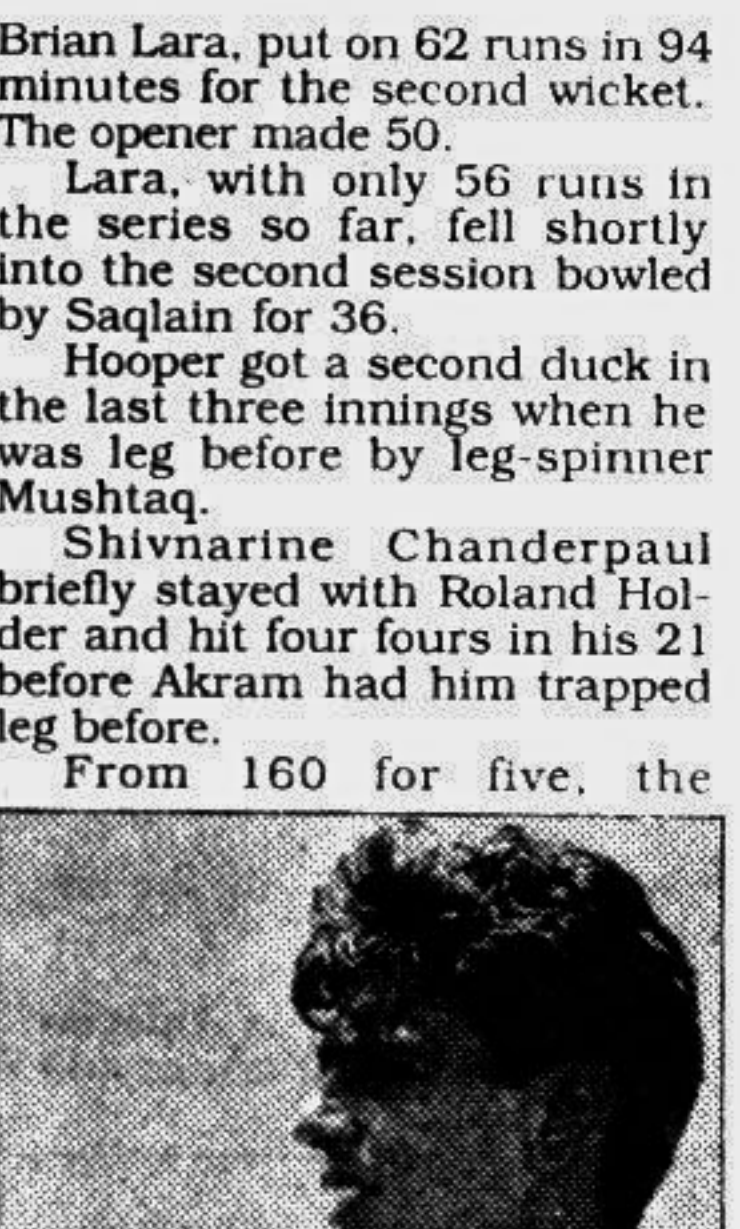 Brian Lara, put on 62 runs in 94
minutes for the second wicket.
The opener made 50.
Lara, with only 56 runs in
the series so far, fell shortly
into the second session bowled
by Saqlain for 36.
Hooper got a second duck in
the last three innings when he
was leg before by leg-spinner
Mushtaq.
Shivnarine Chanderpaul
briefly stayed with Roland Hol-
der and hit four fours in his 21
before Akram had him trapped
leg before.
From 160 for five, the